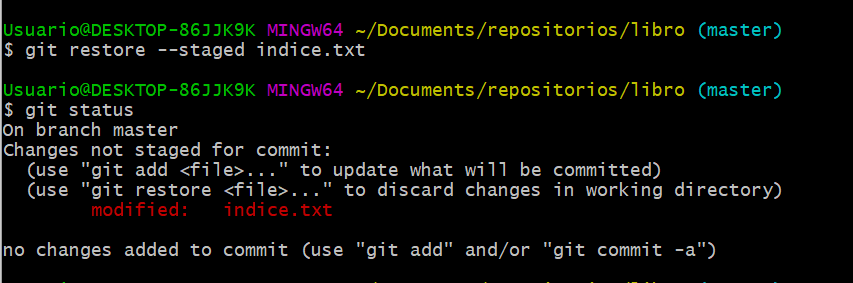 Usuario@DESKTOP-86JJK9K MINGW64 ~/Documents/repositorios/libro (master)
$ git restore --staged indice.txt
Usuario@DESKTOP-86JJK9K MINGW64 ~/Documents/repositorios/libro (master)
$ git status
On branch master
Changes not staged for commit:
  (use "git add <file>..." to update what will be committed)
  (use "git restore <file>..." to discard changes in working directory)
        modified:   indice.txt
no changes added to commit (use "git add" and/or "git commit -a")